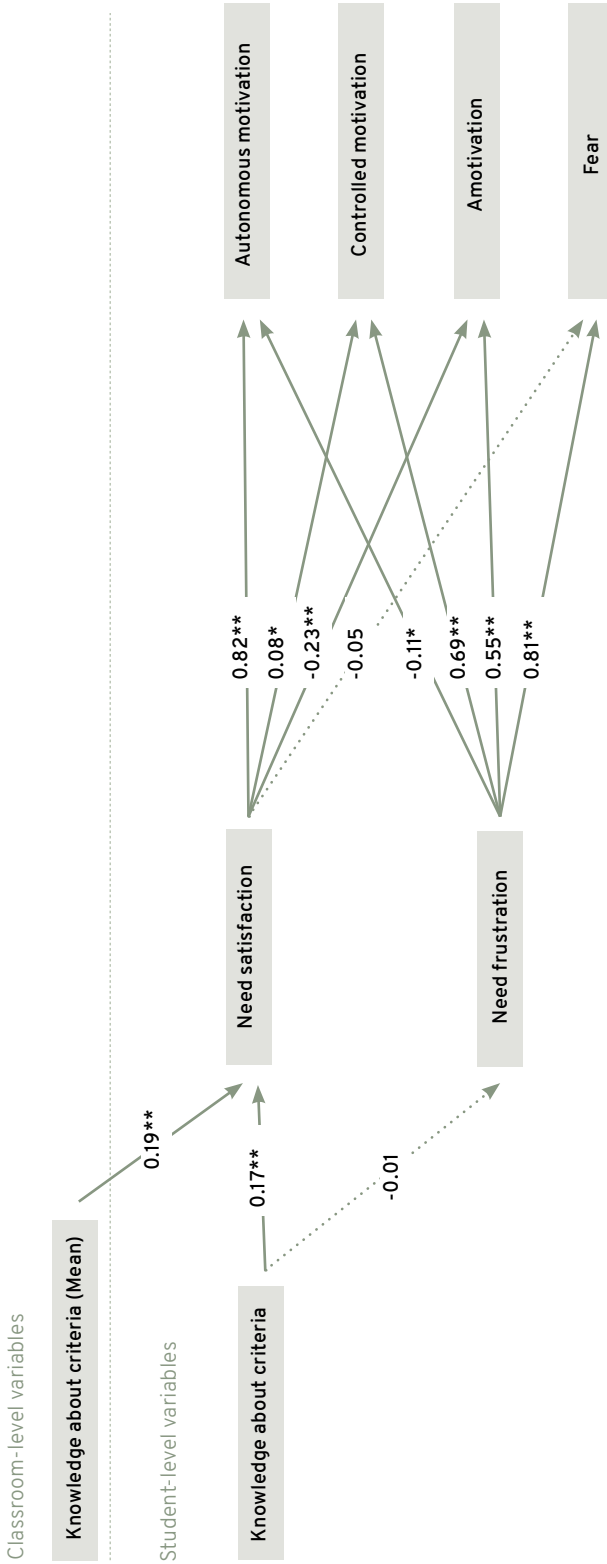 Classroom-level variables
Knowledge about criteria (Mean)
0.19**
Student-level variables
Knowledge about criteria
0.17**
-0.01
Need satisfaction
Need frustration
0.82**
0.08*
-0.23**
-0.05
-0.11*
0.69**
0.55**
0.81**
Autonomous motivation
Controlled motivation
Amotivation
Fear